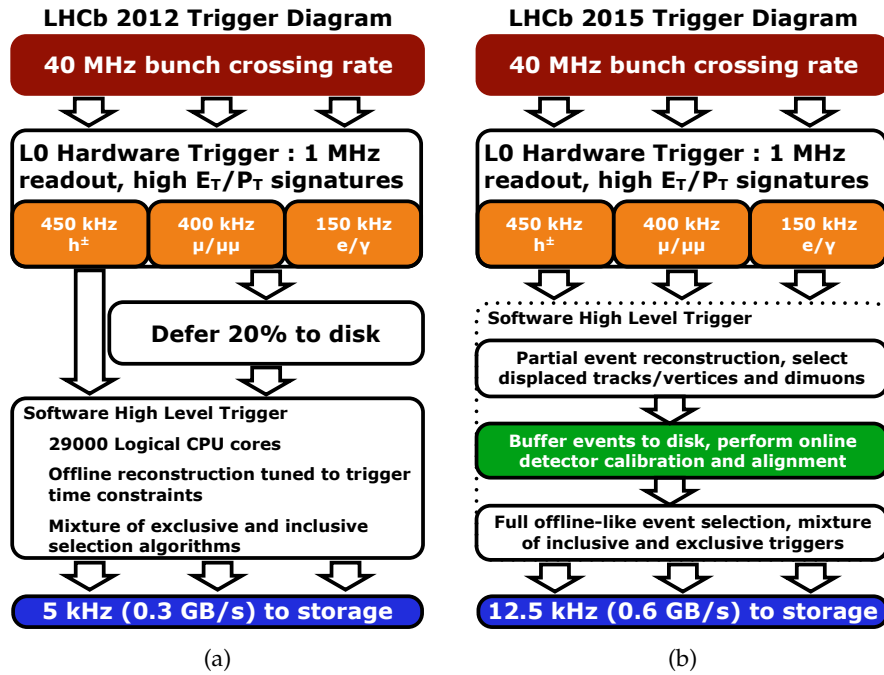 LHCb 2012 Trigger Diagram
40 MHz bunch crossing rate
L0 Hardware Trigger : 1 MHz
readout, high E_T/P_T signatures
450 kHz
h±
400 kHz
μ/μμ
150 kHz
e/γ
Defer 20% to disk
Software High Level Trigger
29000 Logical CPU cores
Offline reconstruction tuned to trigger
time constraints
Mixture of exclusive and inclusive
selection algorithms
5 kHz (0.3 GB/s) to storage
(a)
LHCb 2015 Trigger Diagram
40 MHz bunch crossing rate
L0 Hardware Trigger : 1 MHz
readout, high E_T/P_T signatures
450 kHz
h±
400 kHz
μ/μμ
150 kHz
e/γ
Software High Level Trigger
Partial event reconstruction, select
displaced tracks/vertices and dimuons
Buffer events to disk, perform online
detector calibration and alignment
Full offline-like event selection, mixture
of inclusive and exclusive triggers
12.5 kHz (0.6 GB/s) to storage
(b)